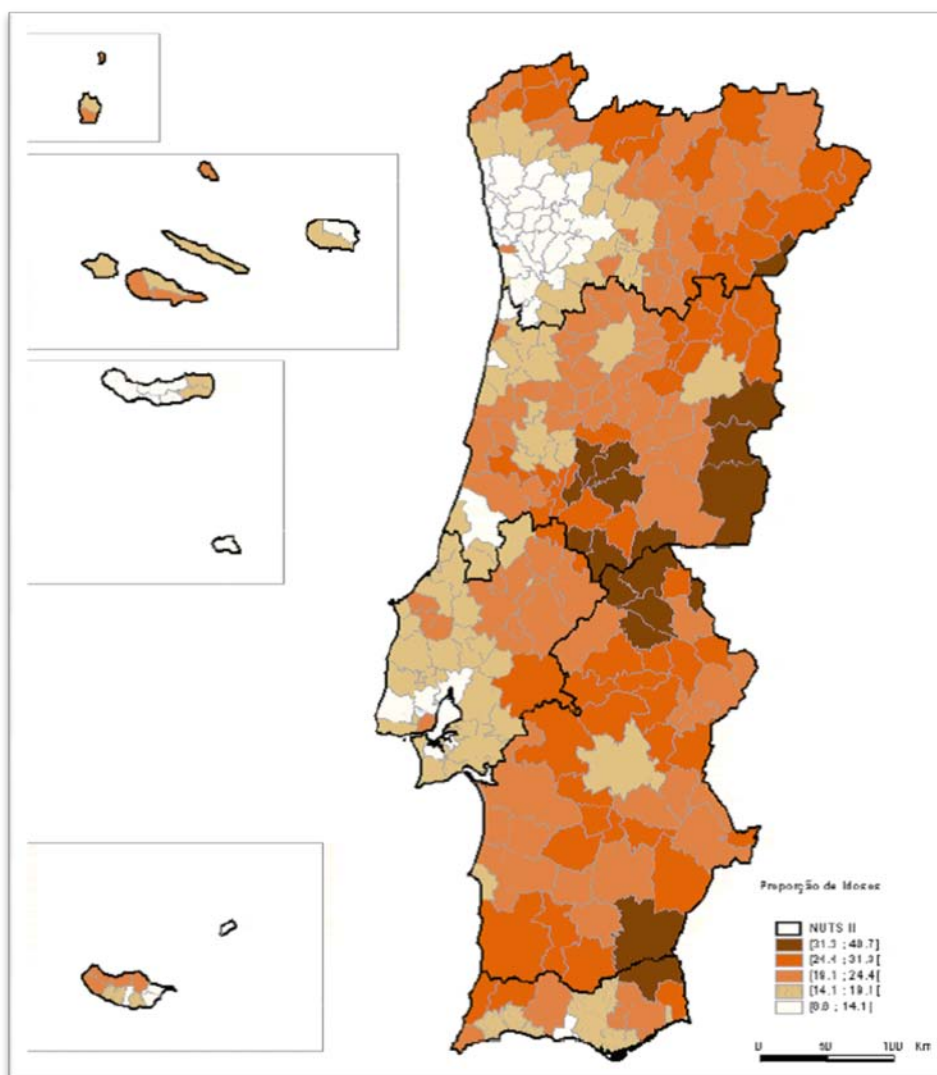 Proporção de Idosos
NUTS II
[31.3 ; 40.7]
[24.4 ; 31.3[
[19.1 ; 24.4[
[14.1 ; 19.1[
[8.8 ; 14.1[
0 50 100 Km